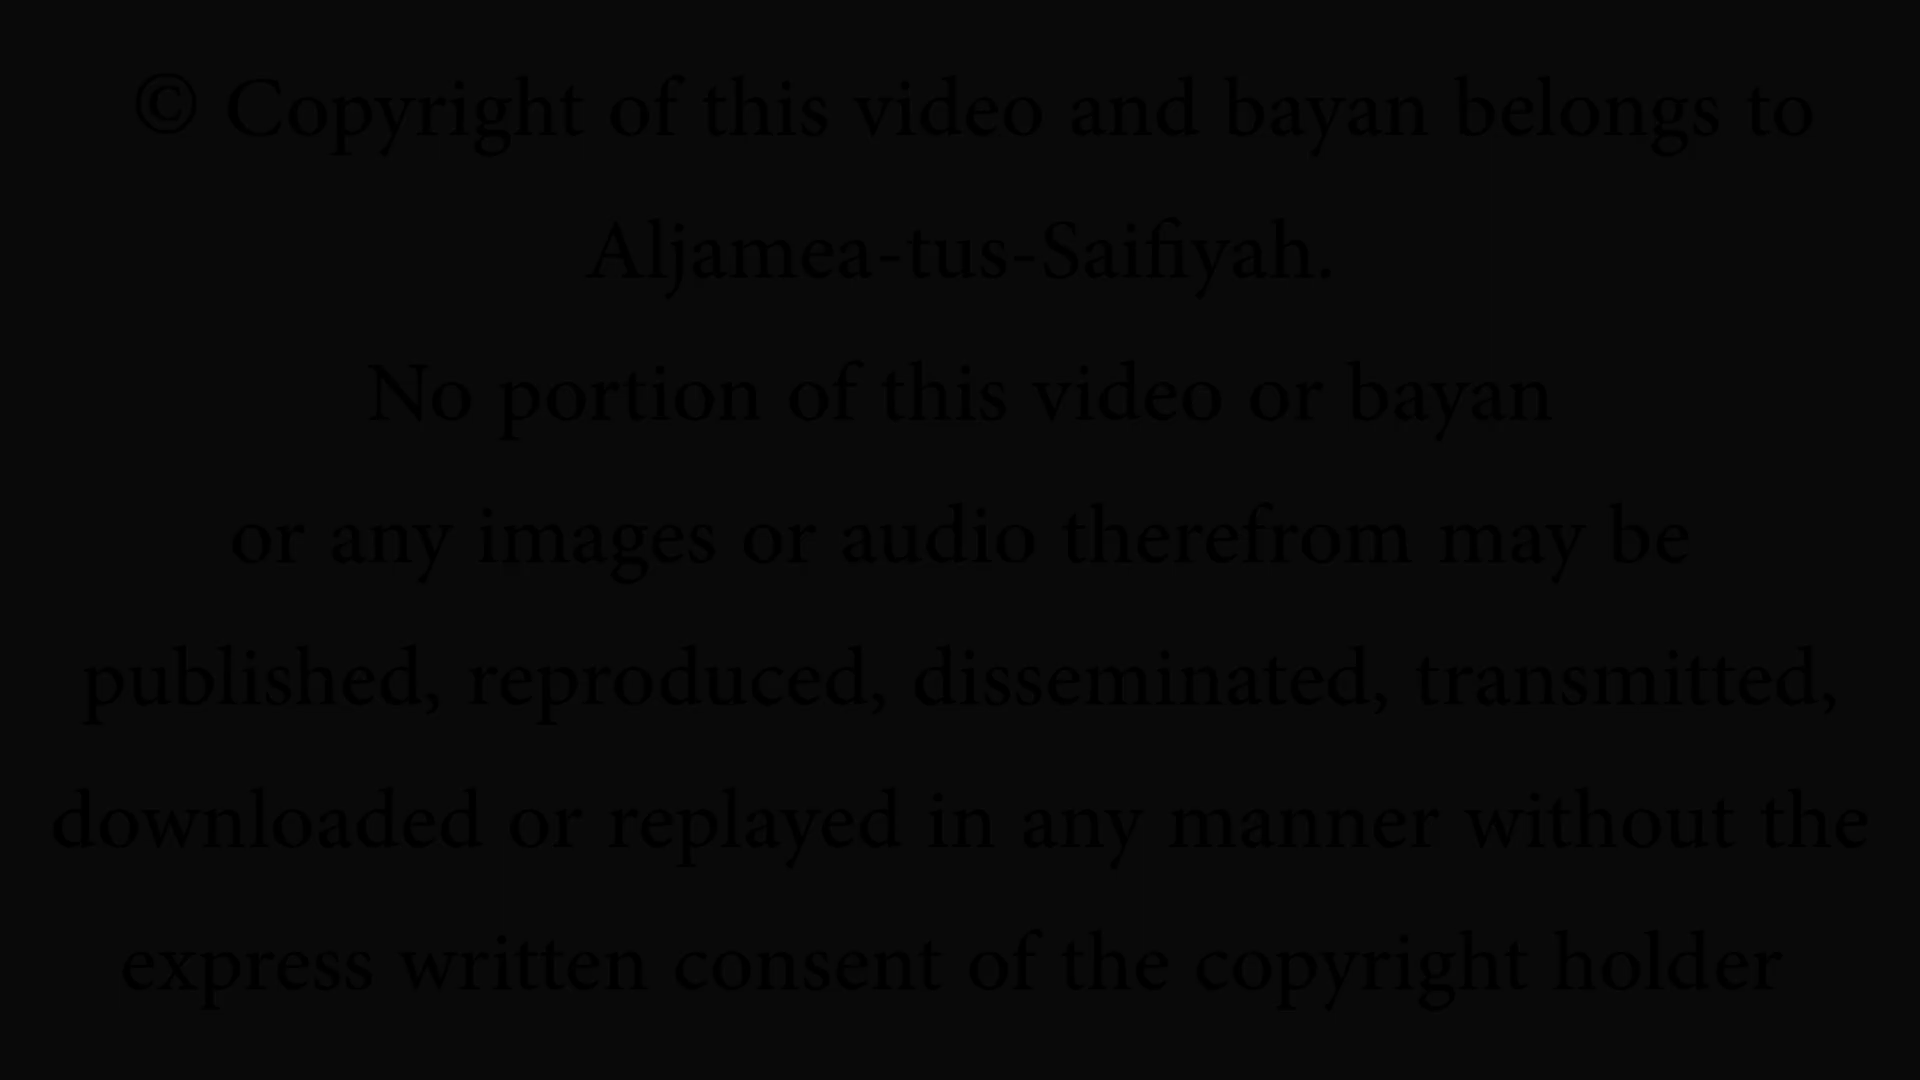 © Copyright of this video and bayan belongs to
Aljamea-tus-Saifiyah.
No portion of this video or bayan
or any images or audio therefrom may be
published, reproduced, disseminated, transmitted,
downloaded or replayed in any manner without the
express written consent of the copyright holder